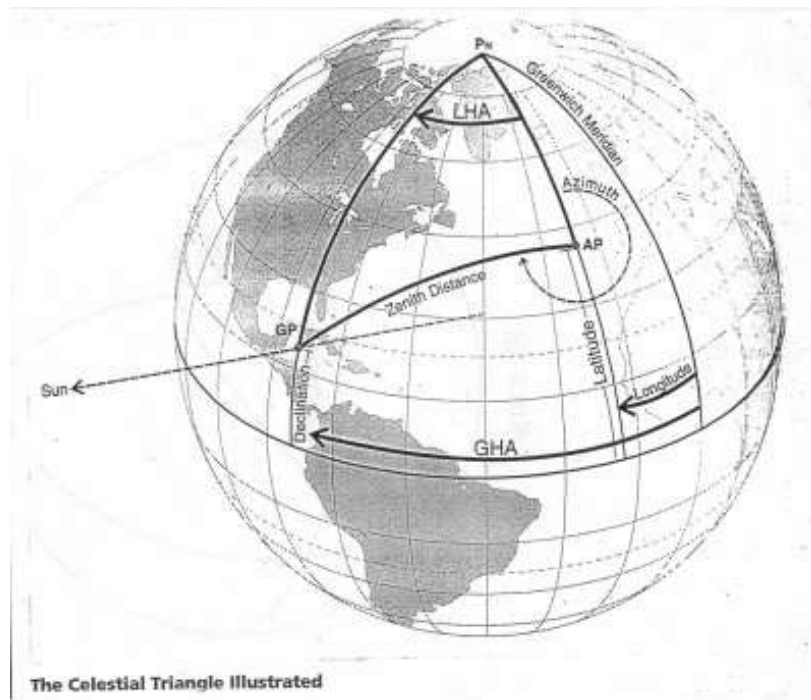 PN
Greenwich Meridian
LHA
Azimuth
AP
Zenith Distance
GP
Sun
Declination
Latitude
Longitude
GHA
The Celestial Triangle Illustrated